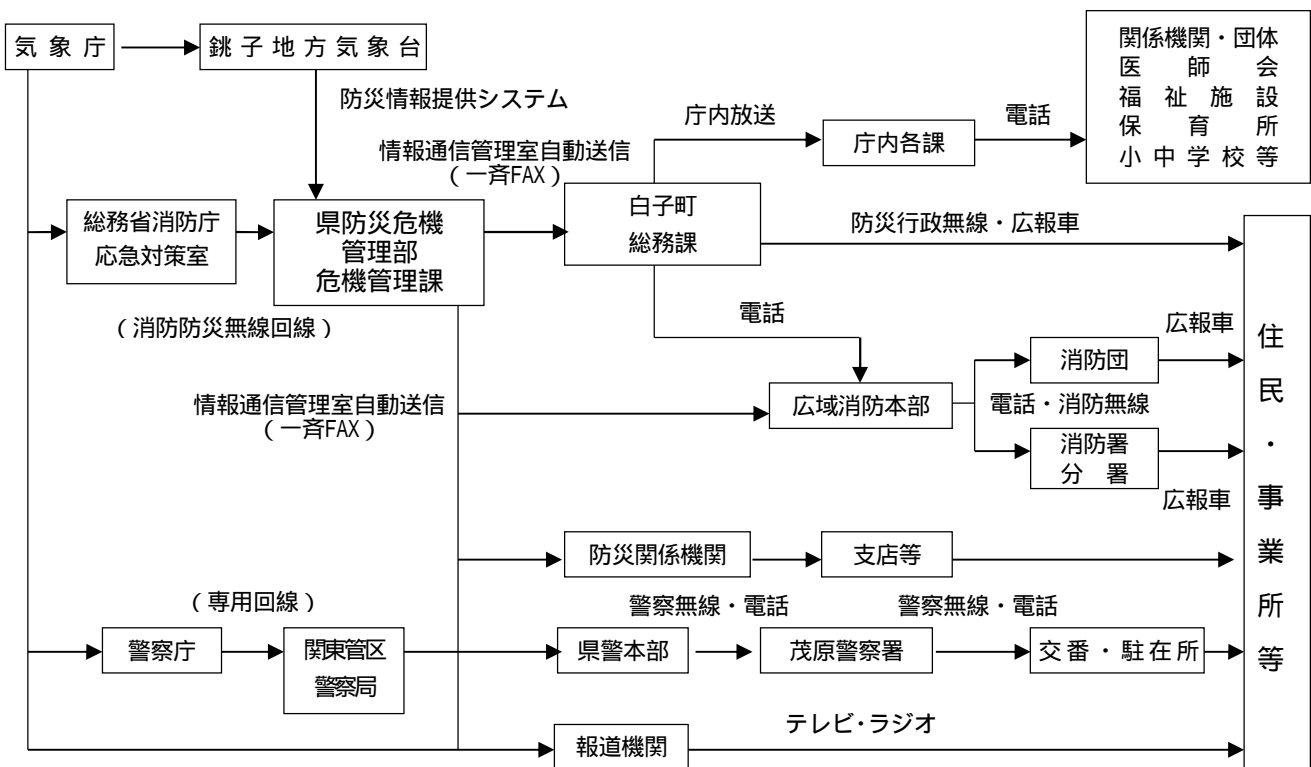 気象庁
銚子地方気象台
関係機関・団体
医師会
福祉施設
保育所
小中学校等
防災情報提供システム
庁内放送
庁内各課
電話
情報通信管理室自動送信
(一斉FAX)
総務省消防庁
応急対策室
県防災危機
管理部
危機管理課
白子町
総務課
防災行政無線・広報車
(消防防災無線回線)
電話
広報車
消防団
情報通信管理室自動送信
(一斉FAX)
広域消防本部
電話・消防無線
消防署
分署
広報車
住民・事業所等
防災関係機関
支店等
(専用回線)
警察無線・電話
警察無線・電話
警察庁
関東管区
警察局
県警本部
茂原警察署
交番・駐在所
テレビ・ラジオ
報道機関